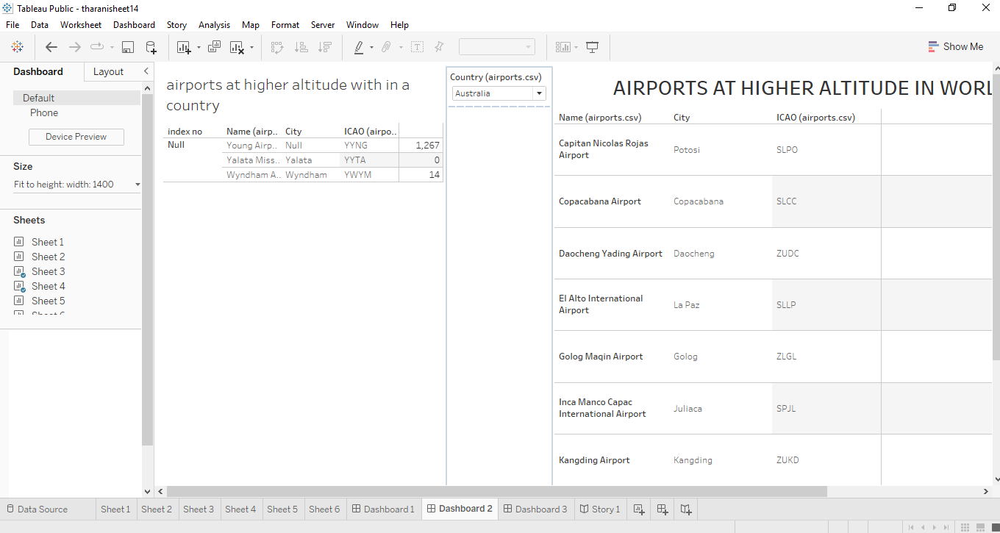 Tableau Public - tharanisheet14
File Data Worksheet Dashboard Story Analysis Map Format Server Window Help
Show Me
Dashboard Layout
Default
Phone
Device Preview
Size
Fit to height: width: 1400
Sheets
Sheet 1
Sheet 2
Sheet 3
Sheet 4
Sheet 5
airports at higher altitude with in a
country
index no Name (airp.. City ICAO (airpo..
Null Young Airp.. Null YYNG 1,267
Yalata Miss.. Yalata YYTA 0
Wyndham A.. Wyndham YWYM 14
Country (airports.csv)
Australia
AIRPORTS AT HIGHER ALTITUDE IN WORL
Name (airports.csv) City ICAO (airports.csv)
Capitan Nicolas Rojas
Airport Potosi SLPO
Copacabana Airport Copacabana SLCC
Daocheng Yading Airport Daocheng ZUDC
El Alto International
Airport La Paz SLLP
Golog Maqin Airport Golog ZLGL
Inca Manco Capac
International Airport Juliaca SPJL
Kangding Airport Kangding ZUKD
Data Source Sheet 1 Sheet 2 Sheet 3 Sheet 4 Sheet 5 Sheet 6 Dashboard 1 Dashboard 2 Dashboard 3 Story 1